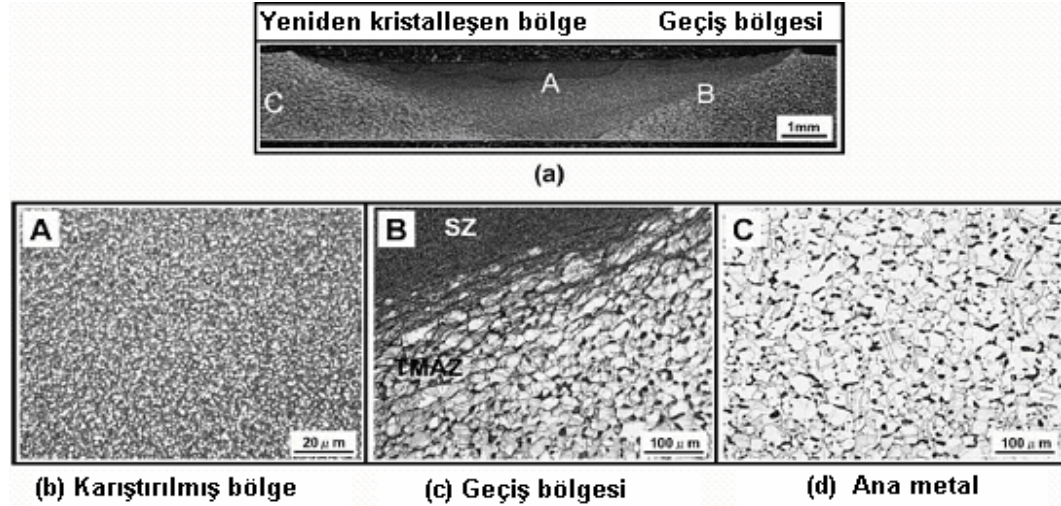 Yeniden kristalleşen bölge Geçiş bölgesi
A
C B
1mm
(a)
A B SZ C
TMAZ
20 μm 100 μm 100 μm
(b) Karıştırılmış bölge (c) Geçiş bölgesi (d) Ana metal